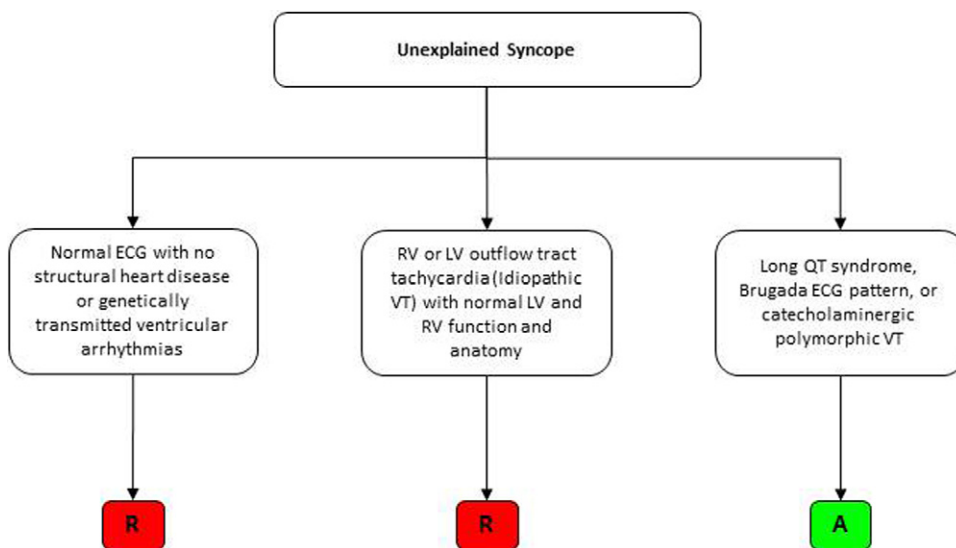 Unexplained Syncope
Normal ECG with no
structural heart disease
or genetically
transmitted ventricular
arrhythmias
RV or LV outflow tract
tachycardia (Idiopathic
VT) with normal LV and
RV function and
anatomy
Long QT syndrome,
Brugada ECG pattern, or
catecholaminergic
polymorphic VT
R
R
A